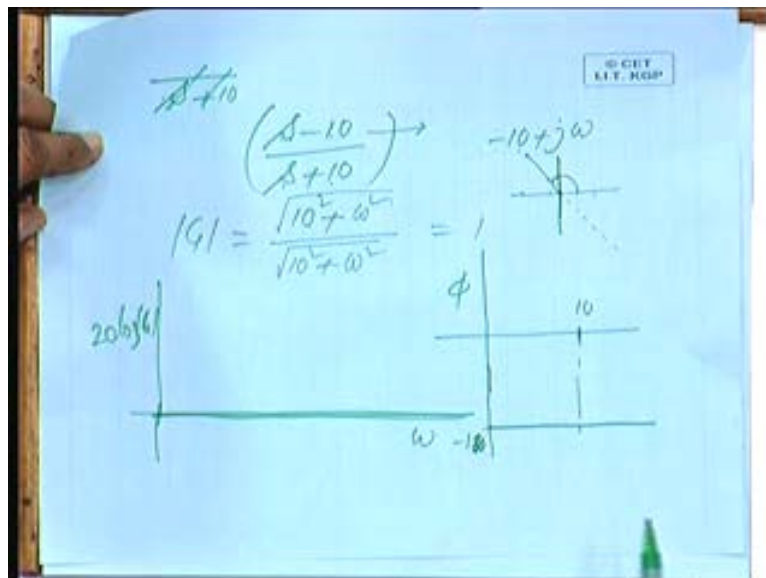 s+10
© CET
I.I.T. KGP
(s-10 / s+10) →
-10+jω
|G| = √10²+ω² / √10²+ω² = 1
φ
10
20log|G|
ω
-180